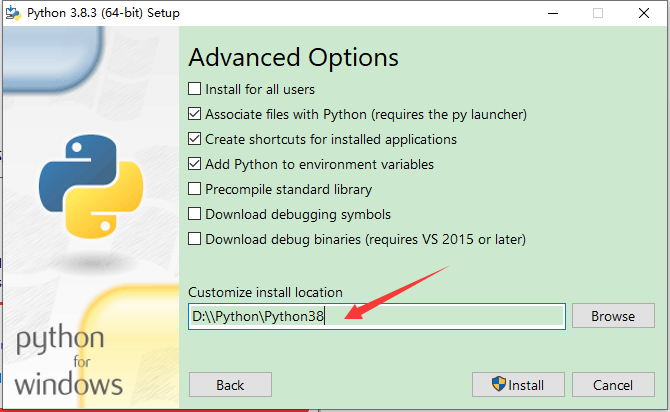 Python 3.8.3 (64-bit) Setup
Advanced Options
Install for all users
Associate files with Python (requires the py launcher)
Create shortcuts for installed applications
Add Python to environment variables
Precompile standard library
Download debugging symbols
Download debug binaries (requires VS 2015 or later)
Customize install location
D:\\Python\Python38
Browse
python
for
windows
Back
Install
Cancel